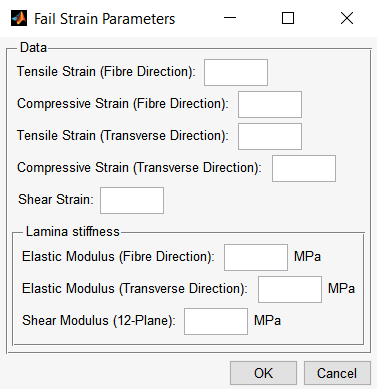 Fail Strain Parameters
Data
Tensile Strain (Fibre Direction):
Compressive Strain (Fibre Direction):
Tensile Strain (Transverse Direction):
Compressive Strain (Transverse Direction):
Shear Strain:
Lamina stiffness
Elastic Modulus (Fibre Direction): MPa
Elastic Modulus (Transverse Direction): MPa
Shear Modulus (12-Plane): MPa
OK Cancel